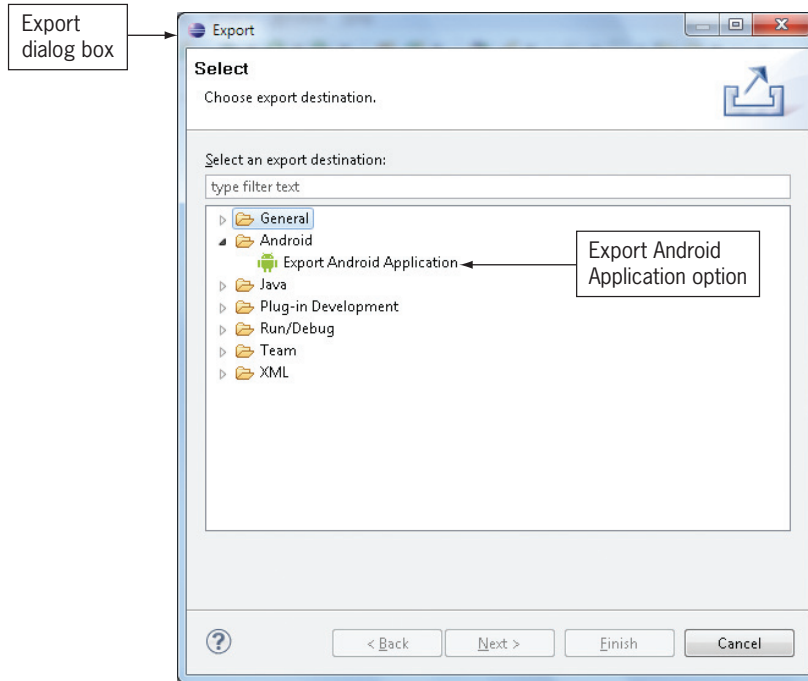 Export
dialog box
Export
Select
Choose export destination.
Select an export destination:
type filter text
General
Android
Export Android Application
Export Android
Application option
Java
Plug-in Development
Run/Debug
Team
XML
?
< Back
Next >
Finish
Cancel